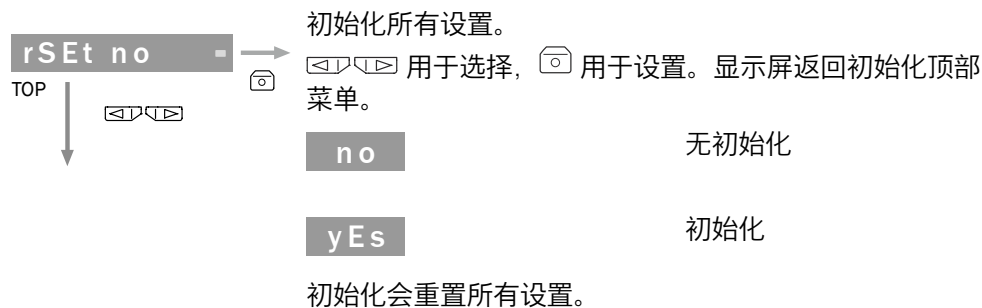 初始化所有设置。
rSEt no
用于选择, 用于设置。显示屏返回初始化顶部
TOP
菜单。
no
无初始化
yEs
初始化
初始化会重置所有设置。